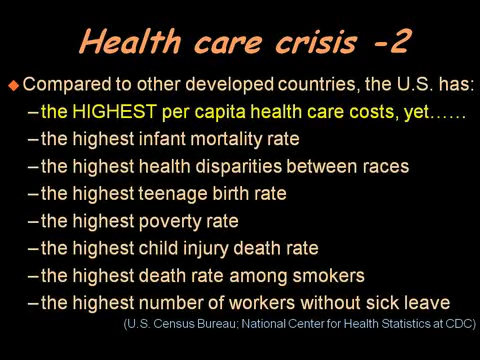 Health care crisis -2
◆Compared to other developed countries, the U.S. has:
–the HIGHEST per capita health care costs, yet……
–the highest infant mortality rate
–the highest health disparities between races
–the highest teenage birth rate
–the highest poverty rate
–the highest child injury death rate
–the highest death rate among smokers
–the highest number of workers without sick leave
(U.S. Census Bureau; National Center for Health Statistics at CDC)